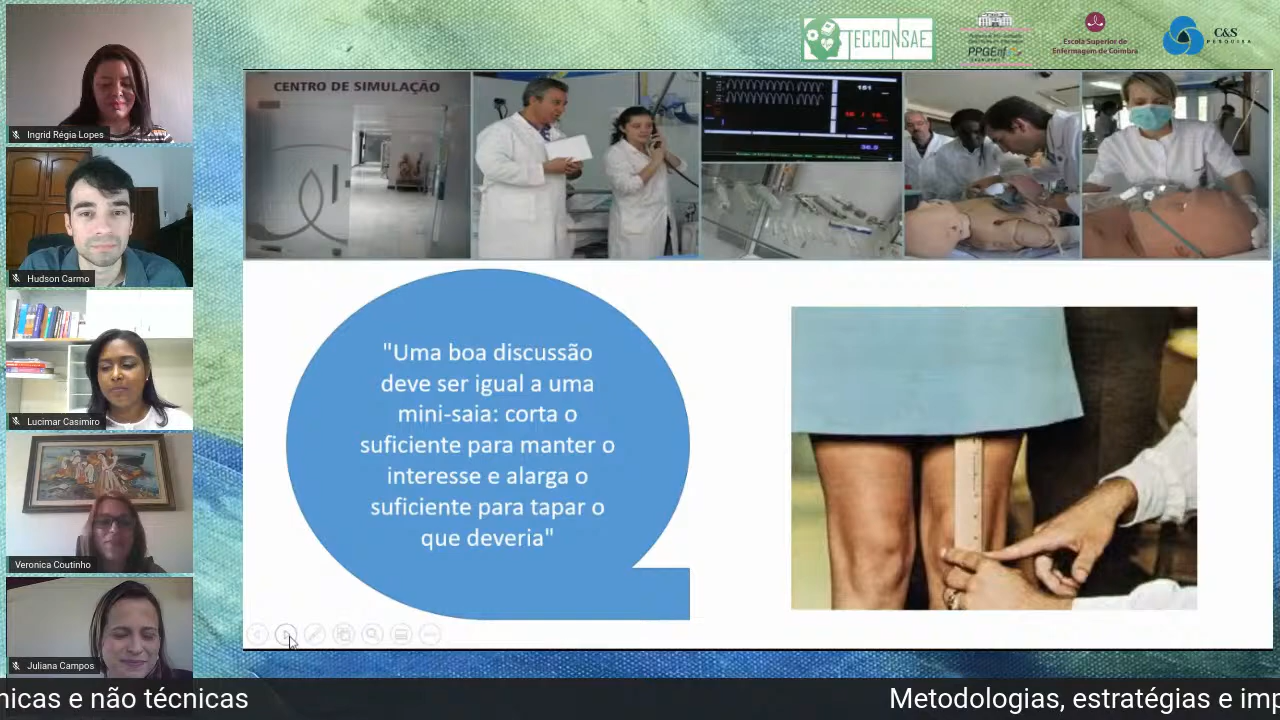 TECCONSAE
PPGEnf
Escola Superior de
Enfermagem de Coimbra
C&S
PESQUISA
CENTRO DE SIMULAÇÃO
Ingrid Régia Lopes
Hudson Carmo
Lucimar Casimiro
Veronica Coutinho
Juliana Campos
"Uma boa discussão
deve ser igual a uma
mini-saia: corta o
suficiente para manter o
interesse e alarga o
suficiente para tapar o
que deveria"
nicas e não técnicas
Metodologias, estratégias e imp